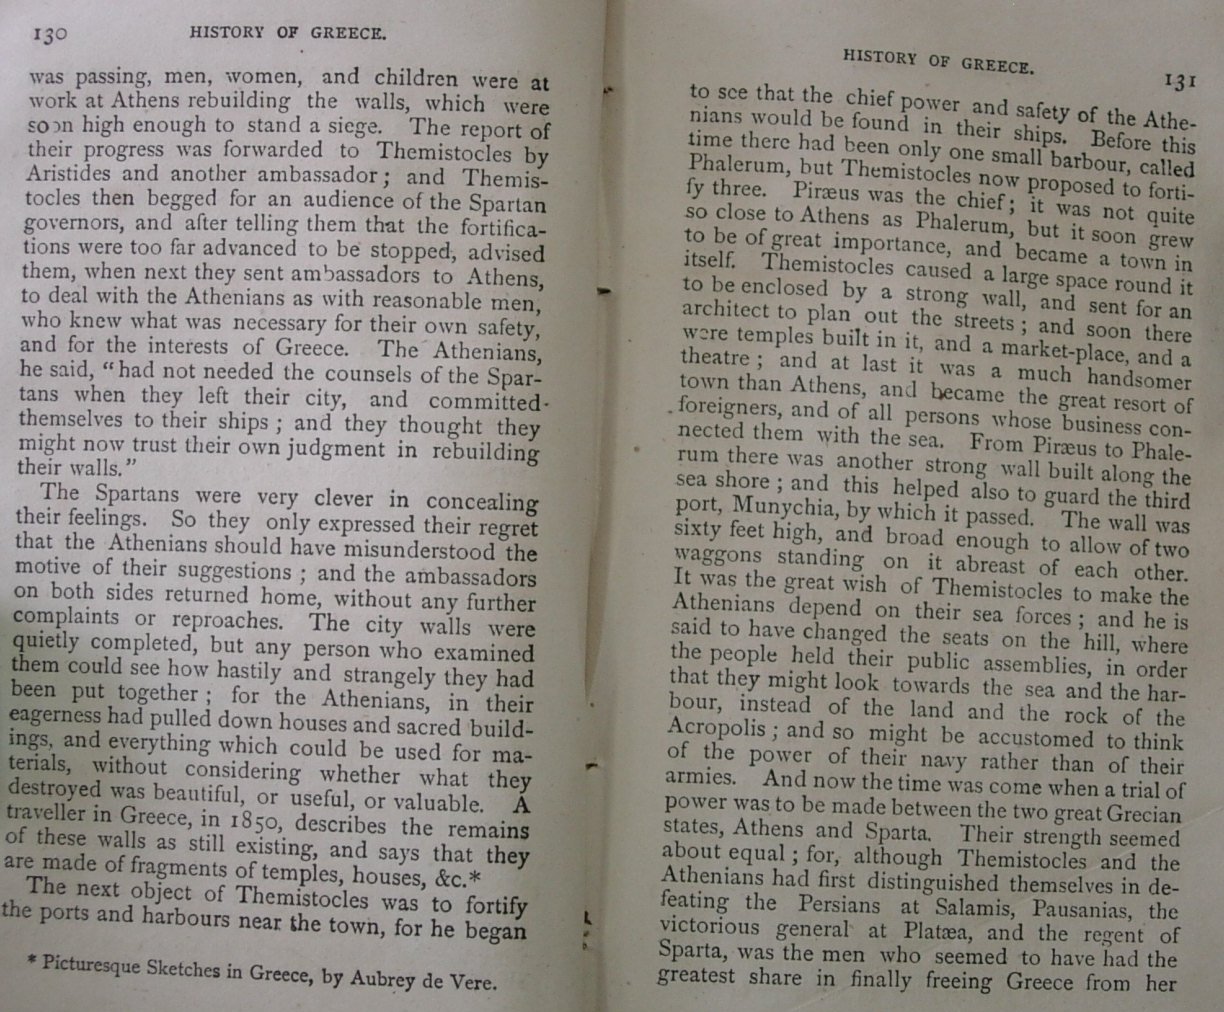 130
HISTORY OF GREECE.
was passing, men, women, and children were at
work at Athens rebuilding the walls, which were
soon high enough to stand a siege. The report of
their progress was forwarded to Themistocles by
Aristides and another ambassador; and Themis-
tocles then begged for an audience of the Spartan
governors, and after telling them that the fortifica-
tions were too far advanced to be stopped, advised
them, when next they sent ambassadors to Athens,
to deal with the Athenians as with reasonable men,
who knew what was necessary for their own safety,
and for the interests of Greece. The Athenians,
he said, "had not needed the counsels of the Spar-
tans when they left their city, and committed
themselves to their ships; and they thought they
might now trust their own judgment in rebuilding
their walls."
The Spartans were very clever in concealing
their feelings. So they only expressed their regret
that the Athenians should have misunderstood the
motive of their suggestions; and the ambassadors
on both sides returned home, without any further
complaints or reproaches. The city walls were
quietly completed, but any person who examined
them could see how hastily and strangely they had
been put together; for the Athenians, in their
eagerness had pulled down houses and sacred build-
ings, and everything which could be used for ma-
terials, without considering whether what they
destroyed was beautiful, or useful, or valuable. A
traveller in Greece, in 1850, describes the remains
of these walls as still existing, and says that they
are made of fragments of temples, houses, &c.*
The next object of Themistocles was to fortify
the ports and harbours near the town, for he began
* Picturesque Sketches in Greece, by Aubrey de Vere.
HISTORY OF GREECE.
131
to see that the chief power and safety of the Athe-
nians would be found in their ships. Before this
time there had been only one small barbour, called
Phalerum, but Themistocles now proposed to forti-
fy three. Piræus was the chief; it was not quite
so close to Athens as Phalerum, but it soon grew
to be of great importance, and became a town in
itself. Themistocles caused a large space round it
to be enclosed by a strong wall, and sent for an
architect to plan out the streets; and soon there
were temples built in it, and a market-place, and a
theatre; and at last it was a much handsomer
town than Athens, and became the great resort of
foreigners, and of all persons whose business con-
nected them with the sea. From Piræus to Phale-
rum there was another strong wall built along the
sea shore; and this helped also to guard the third
port, Munychia, by which it passed. The wall was
sixty feet high, and broad enough to allow of two
waggons standing on it abreast of each other.
It was the great wish of Themistocles to make the
Athenians depend on their sea forces; and he is
said to have changed the seats on the hill, where
the people held their public assemblies, in order
that they might look towards the sea and the har-
bour, instead of the land and the rock of the
Acropolis; and so might be accustomed to think
of the power of their navy rather than of their
armies. And now the time was come when a trial of
power was to be made between the two great Grecian
states, Athens and Sparta. Their strength seemed
about equal; for, although Themistocles and the
Athenians had first distinguished themselves in de-
feating the Persians at Salamis, Pausanias, the
victorious general at Platæa, and the regent of
Sparta, was the men who seemed to have had the
greatest share in finally freeing Greece from her